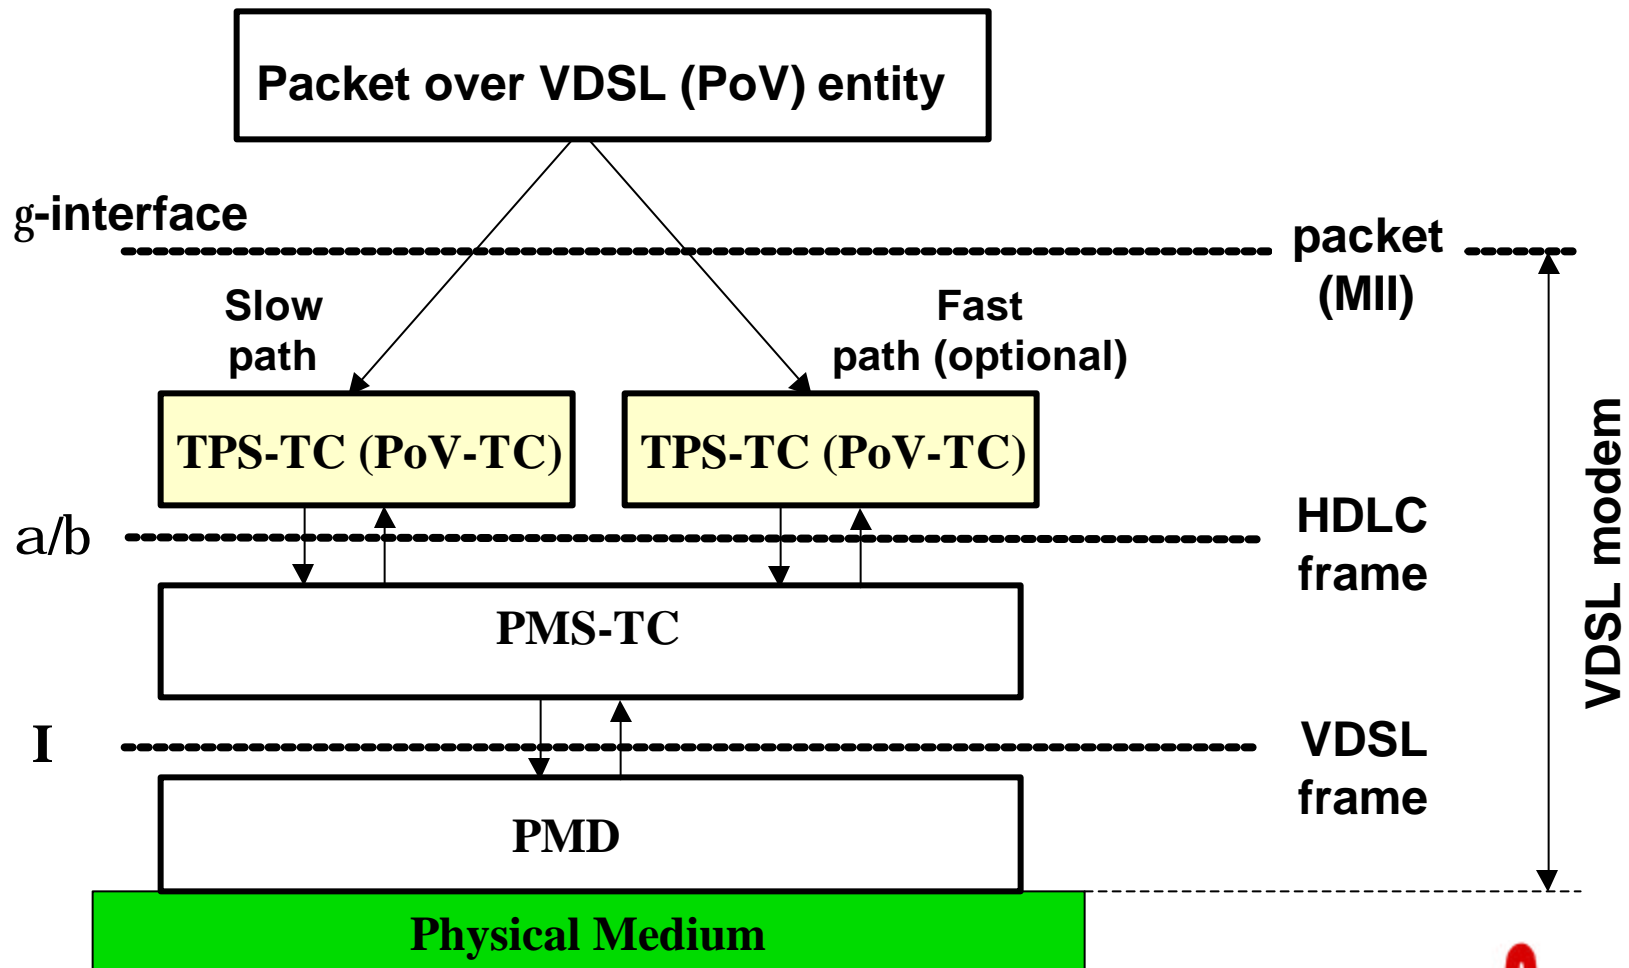 Packet over VDSL (PoV) entity
g-interface
packet
(MII)
Slow
path
Fast
path (optional)
TPS-TC (PoV-TC)
TPS-TC (PoV-TC)
a/b
HDLC
frame
PMS-TC
I
VDSL
frame
PMD
Physical Medium
VDSL modem